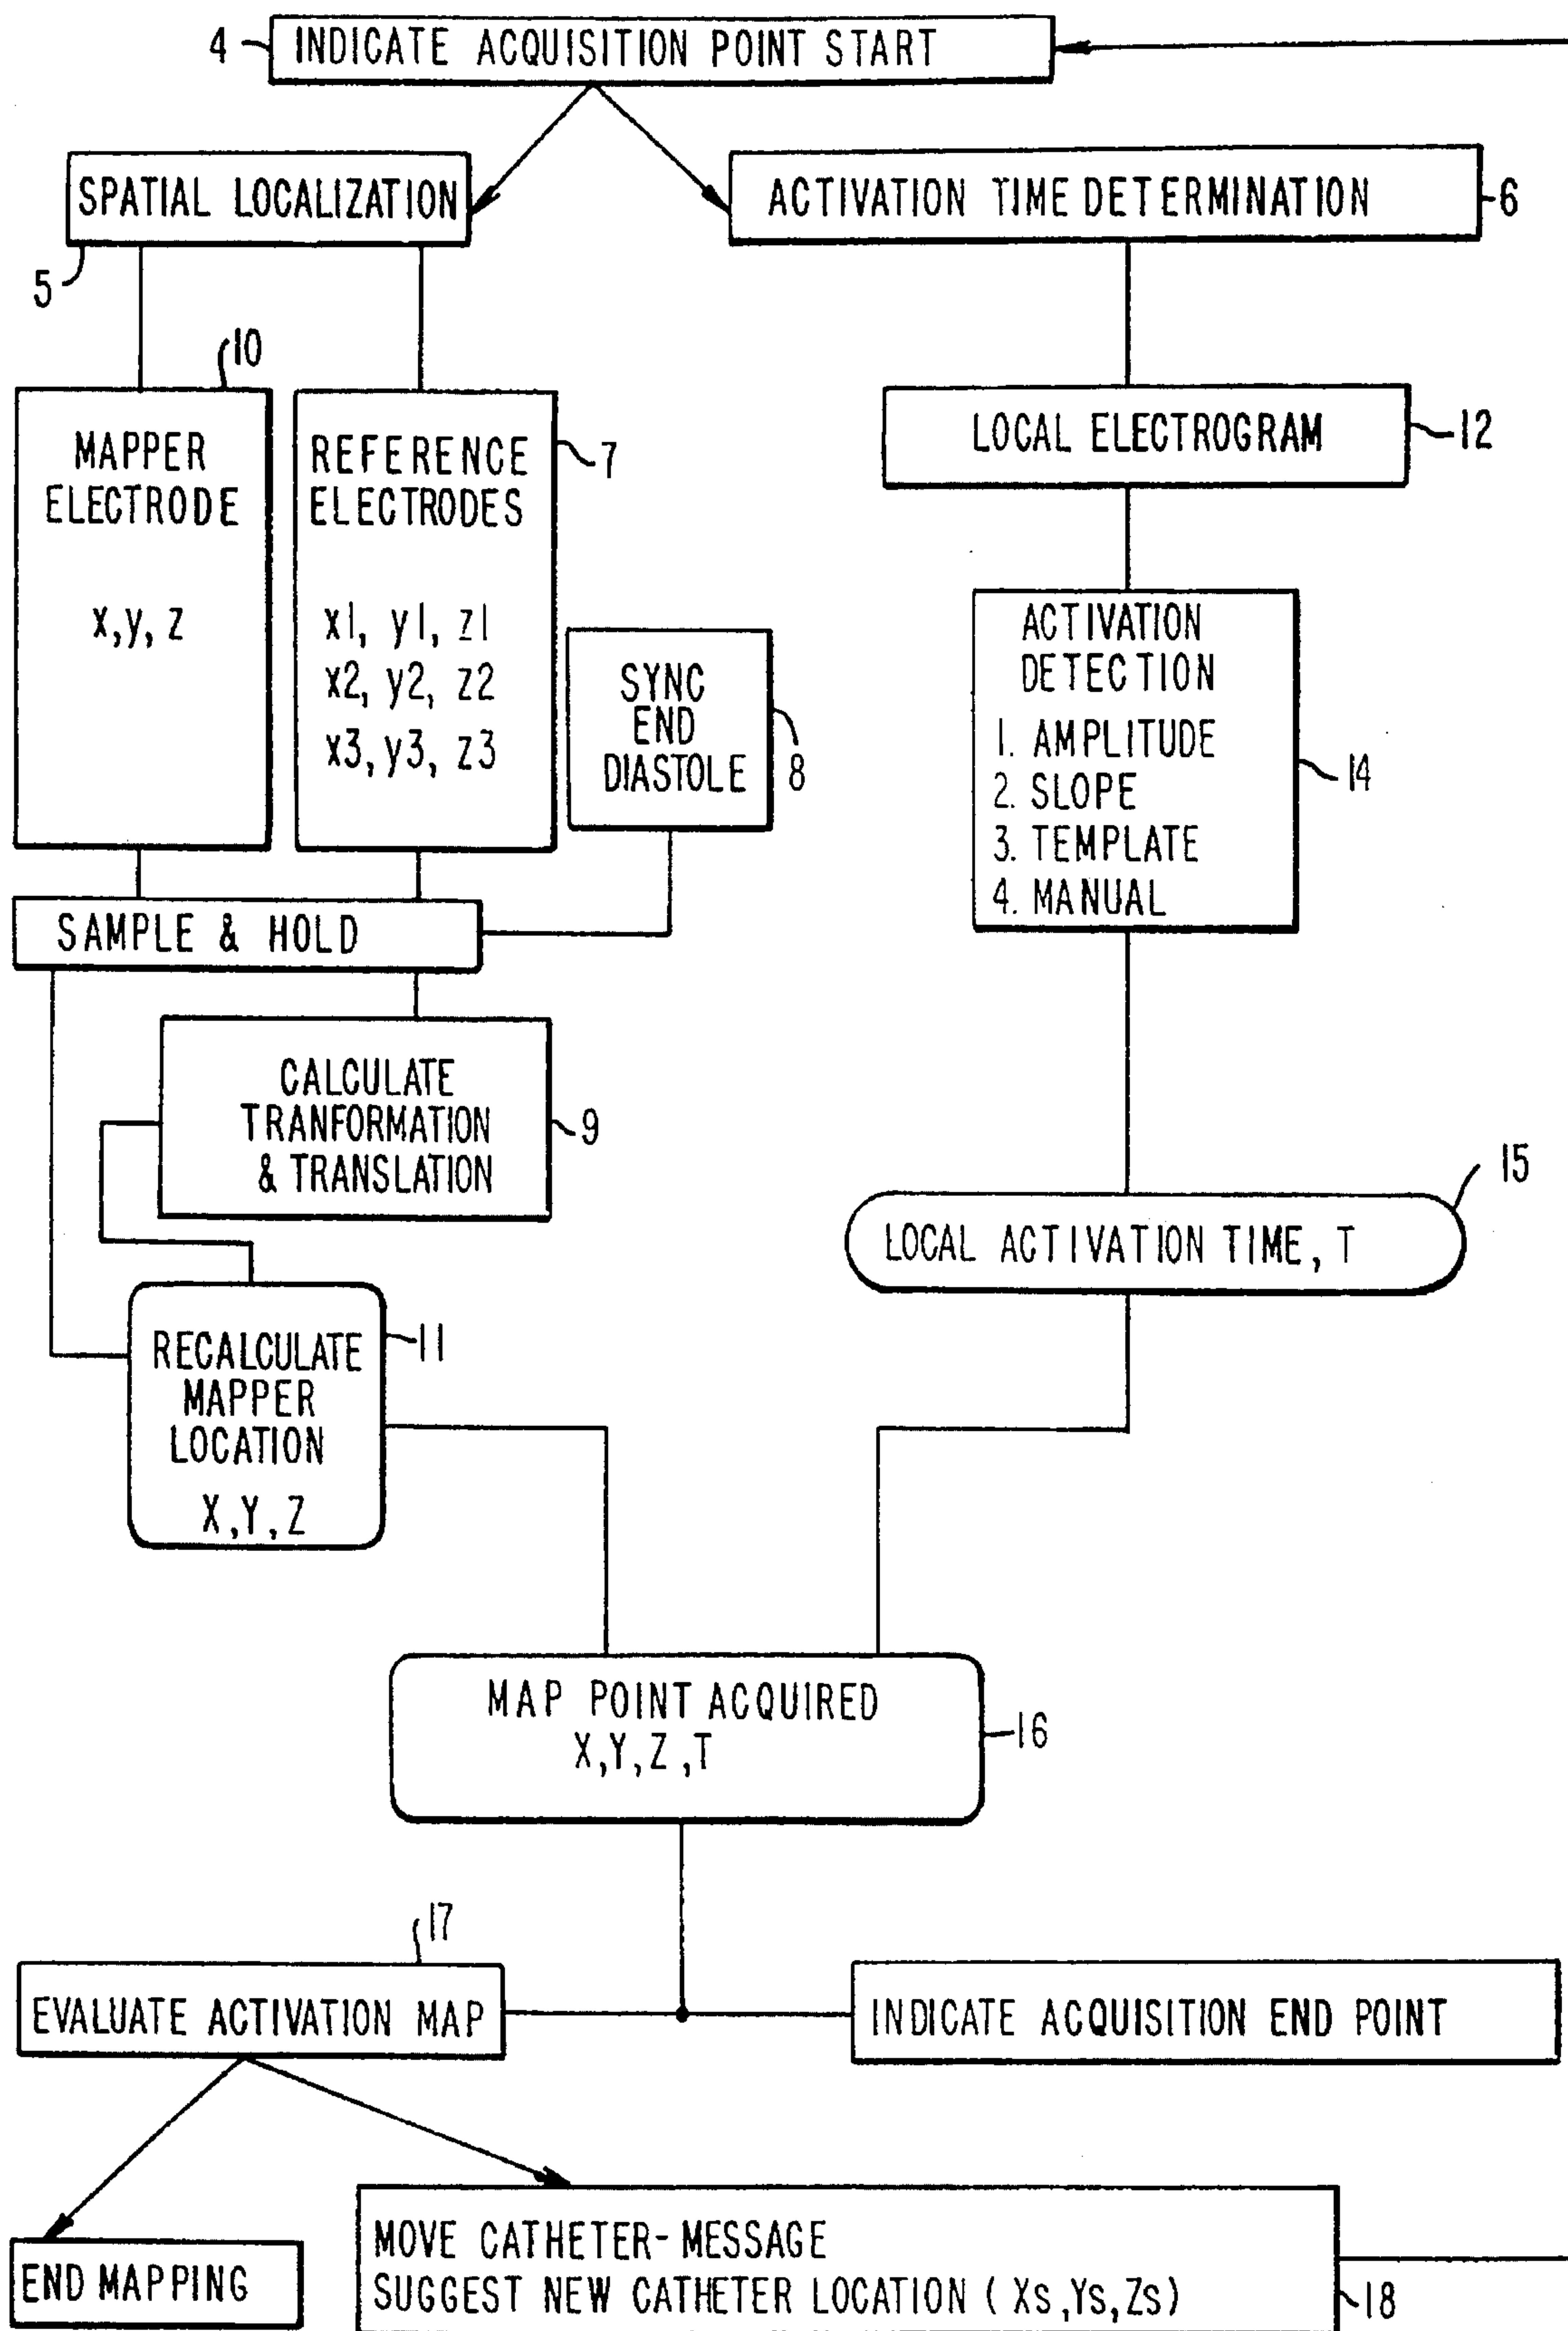 4
INDICATE ACQUISITION POINT START
SPATIAL LOCALIZATION
5
ACTIVATION TIME DETERMINATION
6
10
MAPPER
ELECTRODE
x,y, z
REFERENCE
ELECTRODES
x1, y1, z1
x2, y2, z2
x3, y3, z3
7
SYNC
END
DIASTOLE
8
LOCAL ELECTROGRAM
12
ACTIVATION
DETECTION
1. AMPLITUDE
2. SLOPE
3. TEMPLATE
4. MANUAL
14
SAMPLE & HOLD
CALCULATE
TRANFORMATION
& TRANSLATION
9
15
LOCAL ACTIVATION TIME, T
RECALCULATE
MAPPER
LOCATION
X,Y,Z
11
MAP POINT ACQUIRED
X,Y,Z,T
16
17
EVALUATE ACTIVATION MAP
INDICATE ACQUISITION END POINT
END MAPPING
MOVE CATHETER-MESSAGE
SUGGEST NEW CATHETER LOCATION (Xs,Ys,Zs)
18